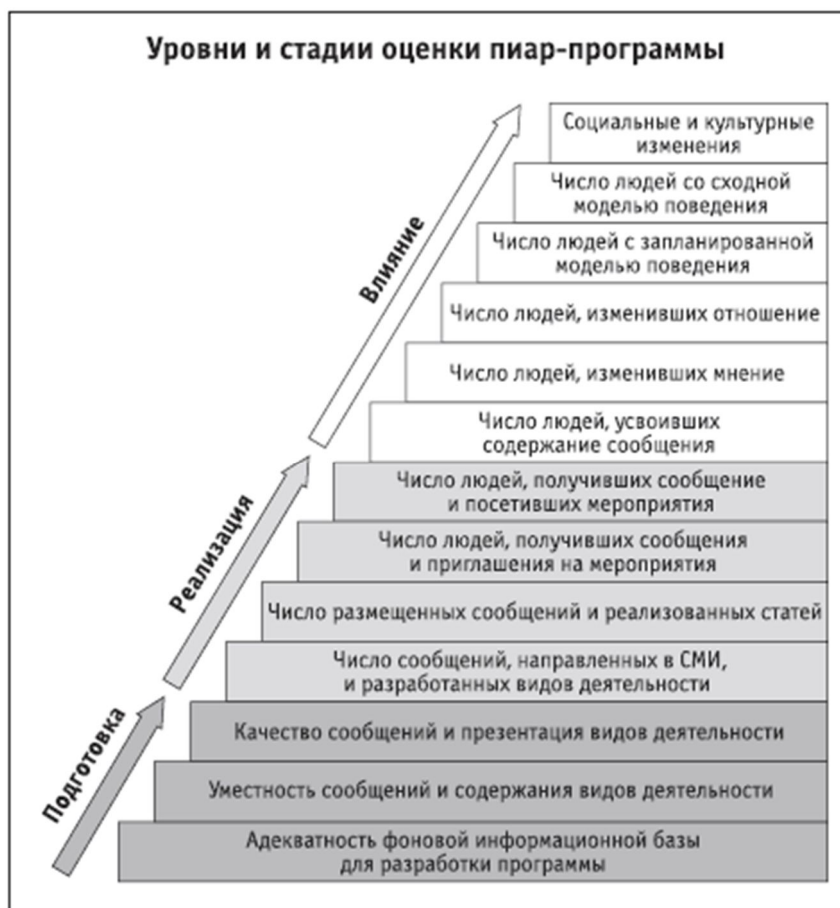 Уровни и стадии оценки пиар-программы
Социальные и культурные
изменения
Число людей со сходной
моделью поведения
Число людей с запланированной
моделью поведения
Число людей, изменивших отношение
Число людей, изменивших мнение
Число людей, усвоивших
содержание сообщения
Число людей, получивших сообщение
и посетивших мероприятия
Число людей, получивших сообщения
и приглашения на мероприятия
Число размещенных сообщений и реализованных статей
Число сообщений, направленных в СМИ,
и разработанных видов деятельности
Качество сообщений и презентация видов деятельности
Уместность сообщений и содержания видов деятельности
Адекватность фоновой информационной базы
для разработки программы
Влияние
Реализация
Подготовка